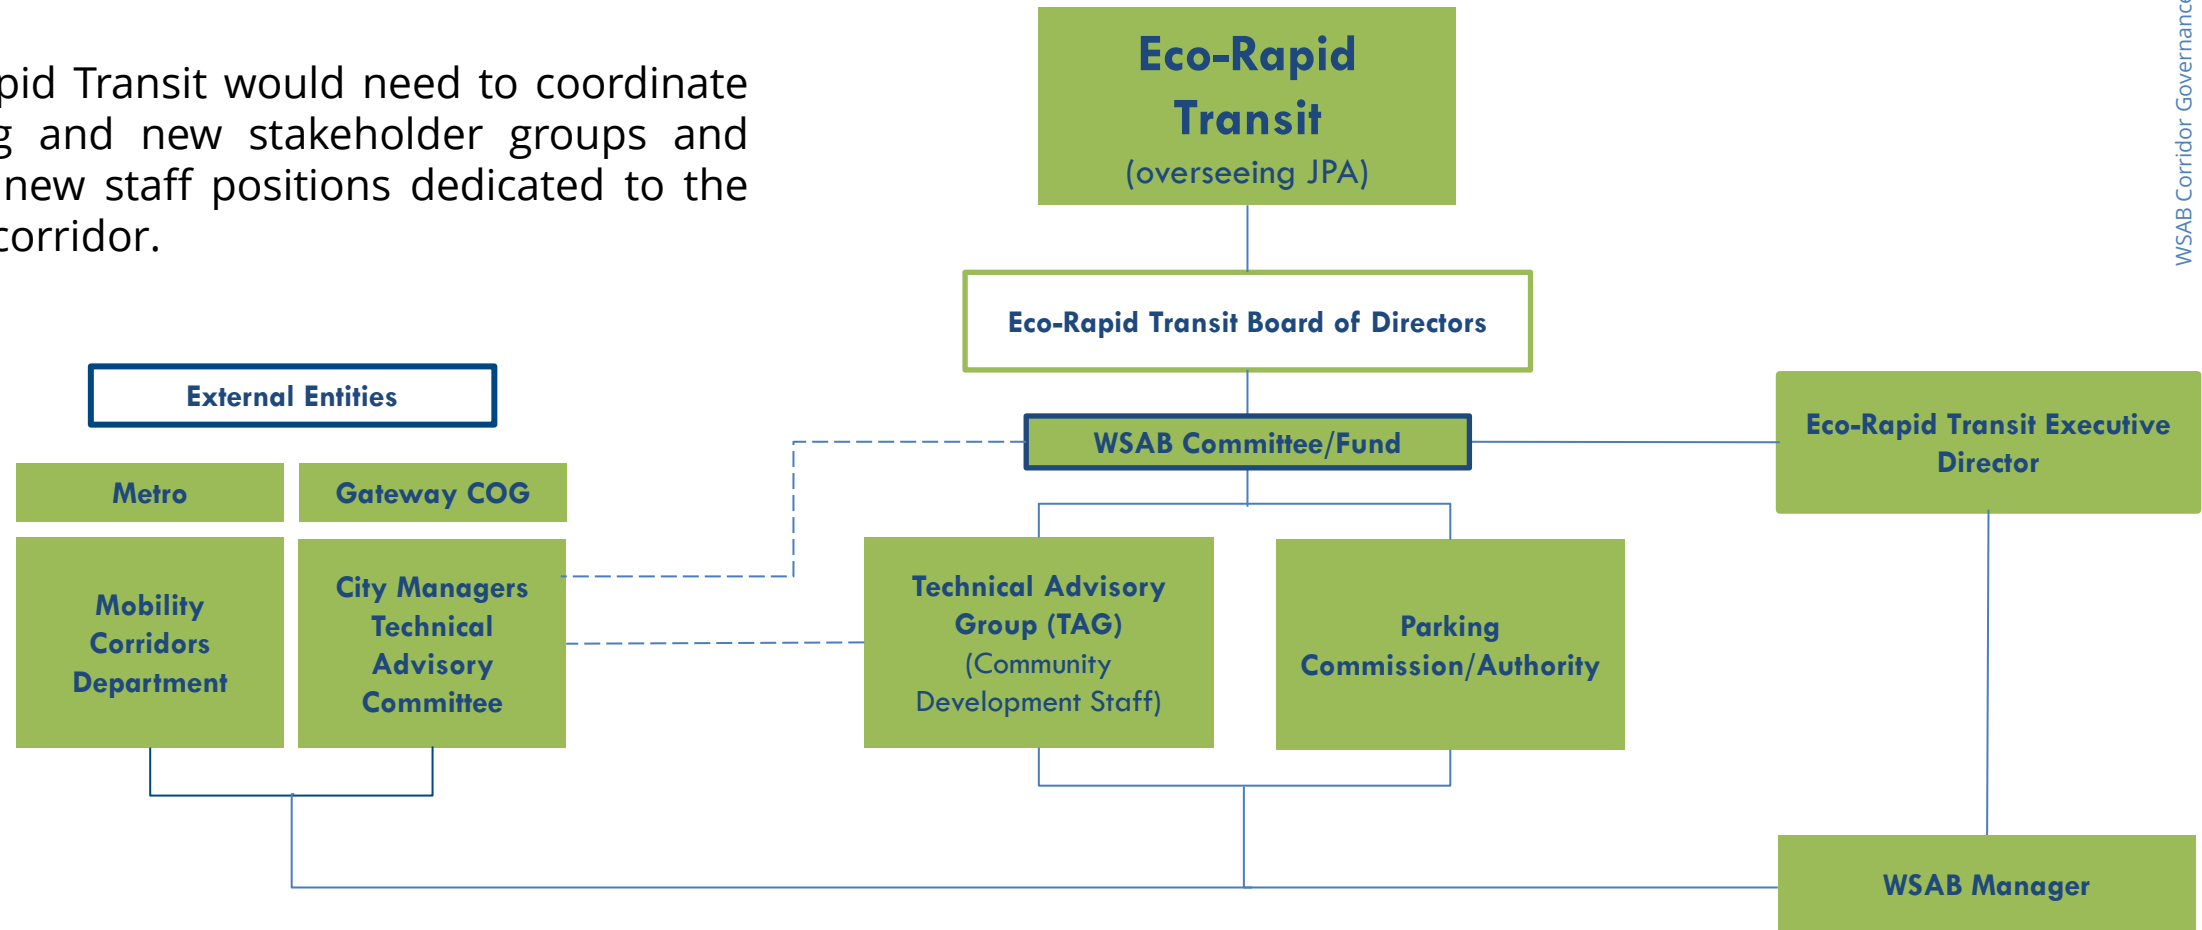 pid Transit would need to coordinate
g and new stakeholder groups and
new staff positions dedicated to the
corridor.
WSAB Corridor Governance
Eco-Rapid
Transit
(overseeing JPA)
Eco-Rapid Transit Board of Directors
External Entities
WSAB Committee/Fund
Eco-Rapid Transit Executive
Director
Metro
Gateway COG
Mobility
Corridors
Department
City Managers
Technical
Advisory
Committee
Technical Advisory
Group (TAG)
(Community
Development Staff)
Parking
Commission/Authority
WSAB Manager